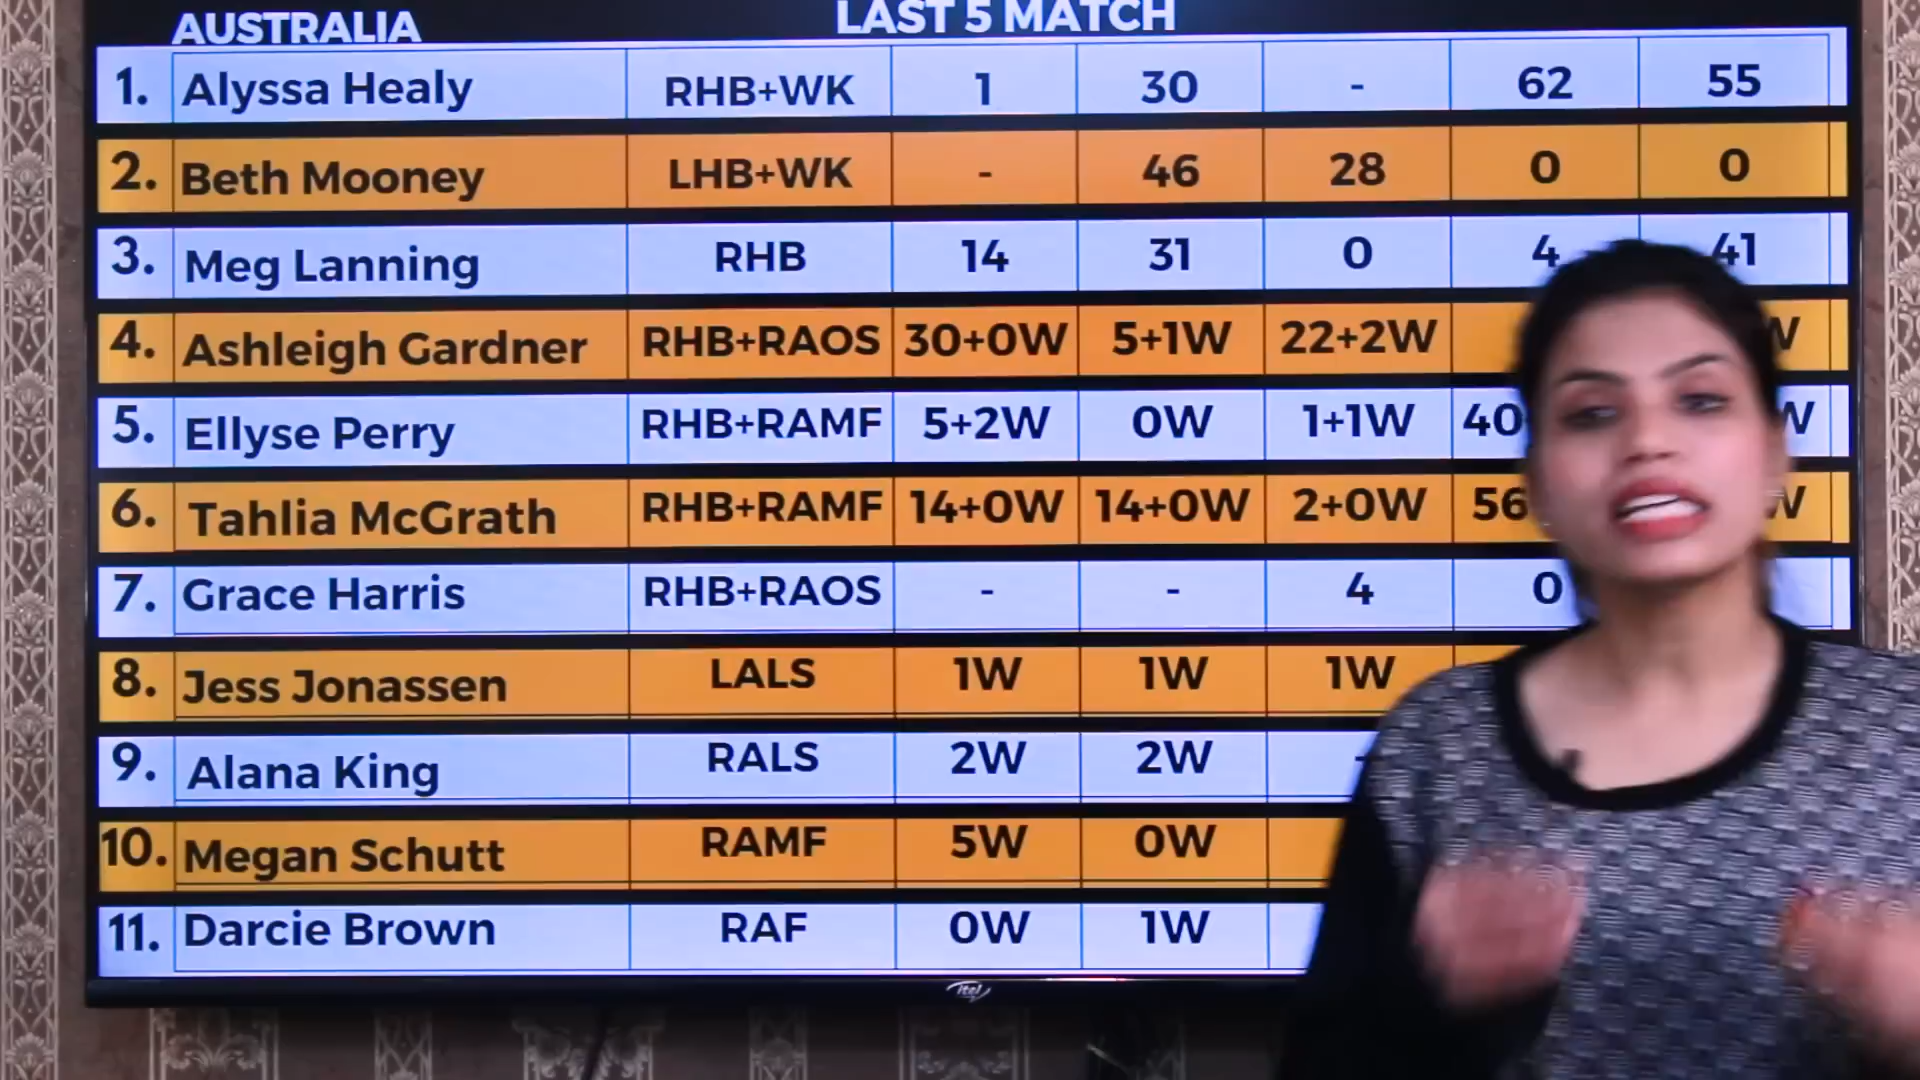 AUSTRALIA LAST 5 MATCH
1. Alyssa Healy RHB+WK 1 30 - 62 55
2. Beth Mooney LHB+WK - 46 28 0 0
3. Meg Lanning RHB 14 31 0 4 41
4. Ashleigh Gardner RHB+RAOS 30+0W 5+1W 22+2W W
5. Ellyse Perry RHB+RAMF 5+2W 0W 1+1W 40 W
6. Tahlia McGrath RHB+RAMF 14+0W 14+0W 2+0W 56 W
7. Grace Harris RHB+RAOS - - 4 0
8. Jess Jonassen LALS 1W 1W 1W
9. Alana King RALS 2W 2W -
10. Megan Schutt RAMF 5W 0W
11. Darcie Brown RAF 0W 1W
itel